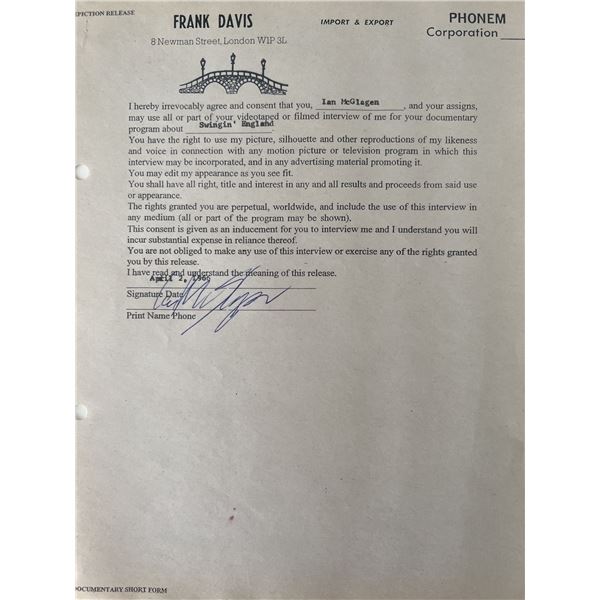 EPICTION RELEASE
FRANK DAVIS
IMPORT & EXPORT
PHONEM
Corporation
8 Newman Street, London W1P 3L
I hereby irrevocably agree and consent that you, Ian McGlagen, and your assigns,
may use all or part of your videotaped or filmed interview of me for your documentary
program about Swingin' England.
You have the right to use my picture, silhouette and other reproductions of my likeness
and voice in connection with any motion picture or television program in which this
interview may be incorporated, and in any advertising material promoting it.
You may edit my appearance as you see fit.
You shall have all right, title and interest in any and all results and proceeds from said use
or appearance.
The rights granted you are perpetual, worldwide, and include the use of this interview in
any medium (all or part of the program may be shown).
This consent is given as an inducement for you to interview me and I understand you will
incur substantial expense in reliance thereof.
You are not obliged to make any use of this interview or exercise any of the rights granted
you by this release.
I have read and understand the meaning of this release.
April 2, 1966
Signature Date
Print Name Phone
OCUMENTARY SHORT FORM